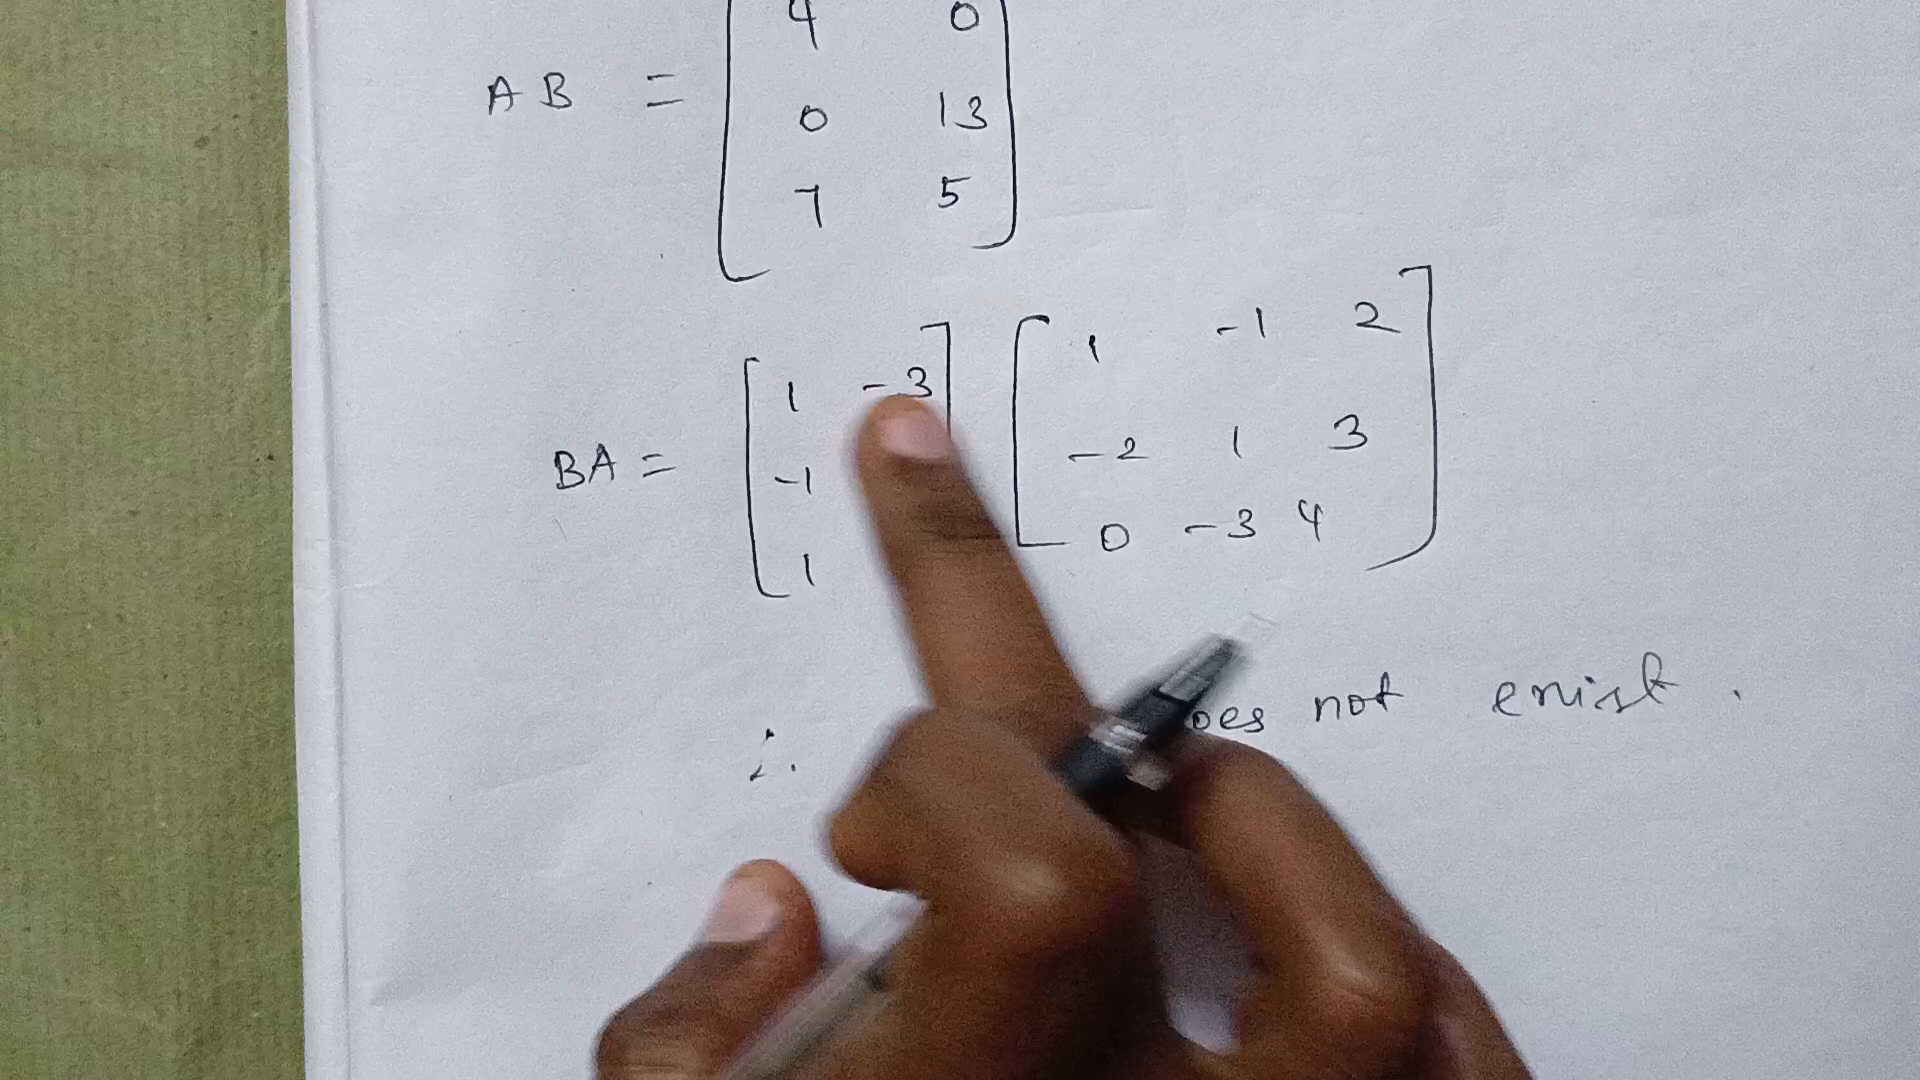 4 0
AB = 0 13
7 5
1 -3 1 -1 2
BA = -1 -2 1 3
1 0 -3 4
∴ not exist.